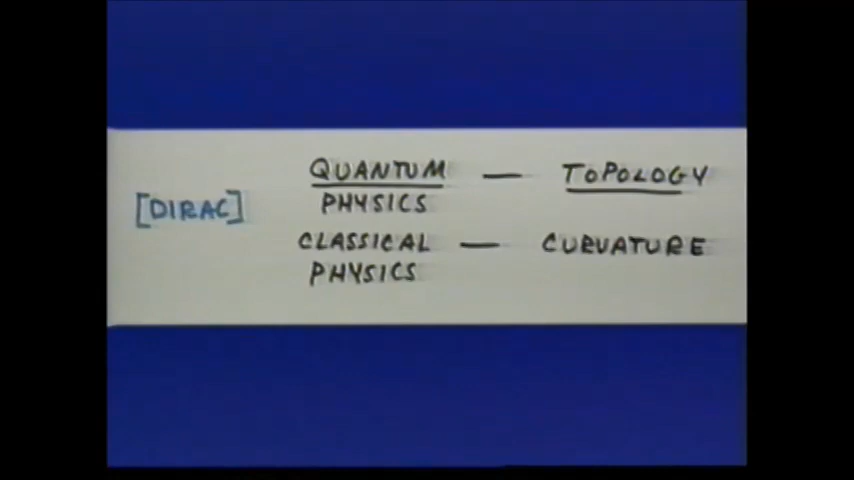 QUANTUM — TOPOLOGY
[DIRAC] PHYSICS
CLASSICAL — CURVATURE
PHYSICS